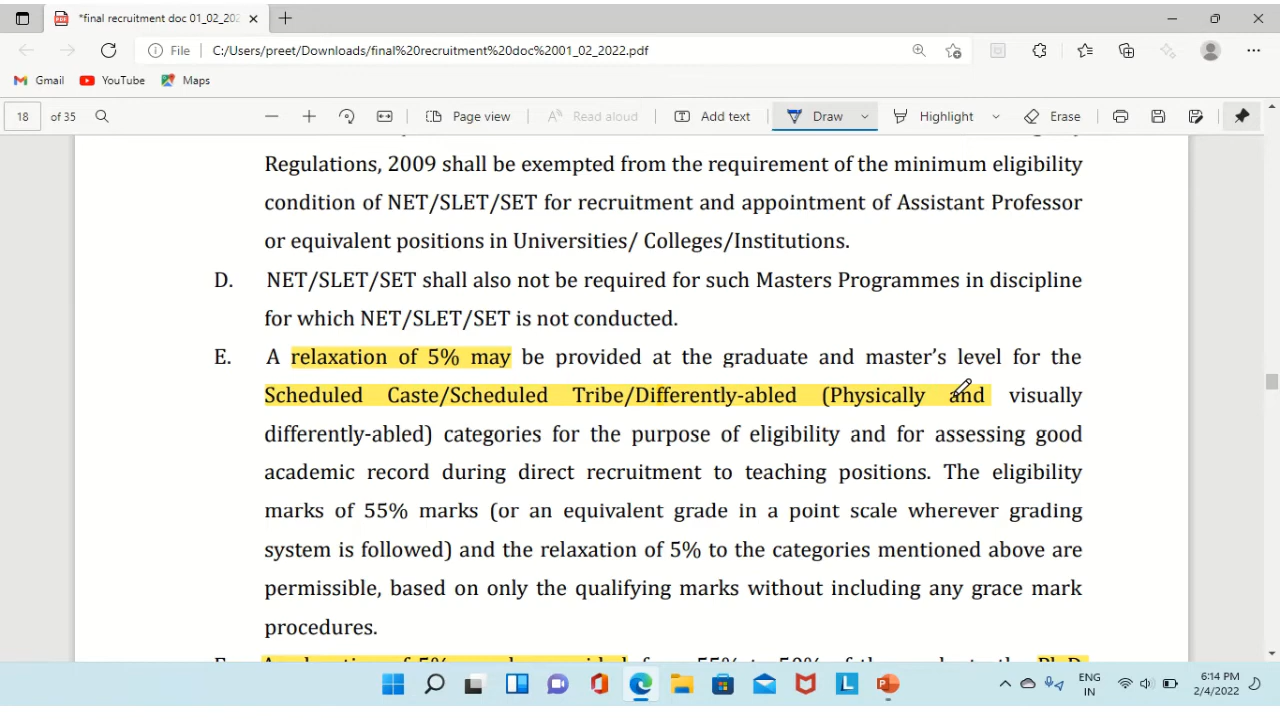 *final recruitment doc 01_02_202
File C:/Users/preet/Downloads/final%20recruitment%20doc%2001_02_2022.pdf
Gmail YouTube Maps
18 of 35 Page view Read aloud Add text Draw Highlight Erase
Regulations, 2009 shall be exempted from the requirement of the minimum eligibility
condition of NET/SLET/SET for recruitment and appointment of Assistant Professor
or equivalent positions in Universities/ Colleges/Institutions.
D. NET/SLET/SET shall also not be required for such Masters Programmes in discipline
for which NET/SLET/SET is not conducted.
E. A relaxation of 5% may be provided at the graduate and master's level for the
Scheduled Caste/Scheduled Tribe/Differently-abled (Physically and visually
differently-abled) categories for the purpose of eligibility and for assessing good
academic record during direct recruitment to teaching positions. The eligibility
marks of 55% marks (or an equivalent grade in a point scale wherever grading
system is followed) and the relaxation of 5% to the categories mentioned above are
permissible, based on only the qualifying marks without including any grace mark
procedures.
ENG 6:14 PM
IN 2/4/2022